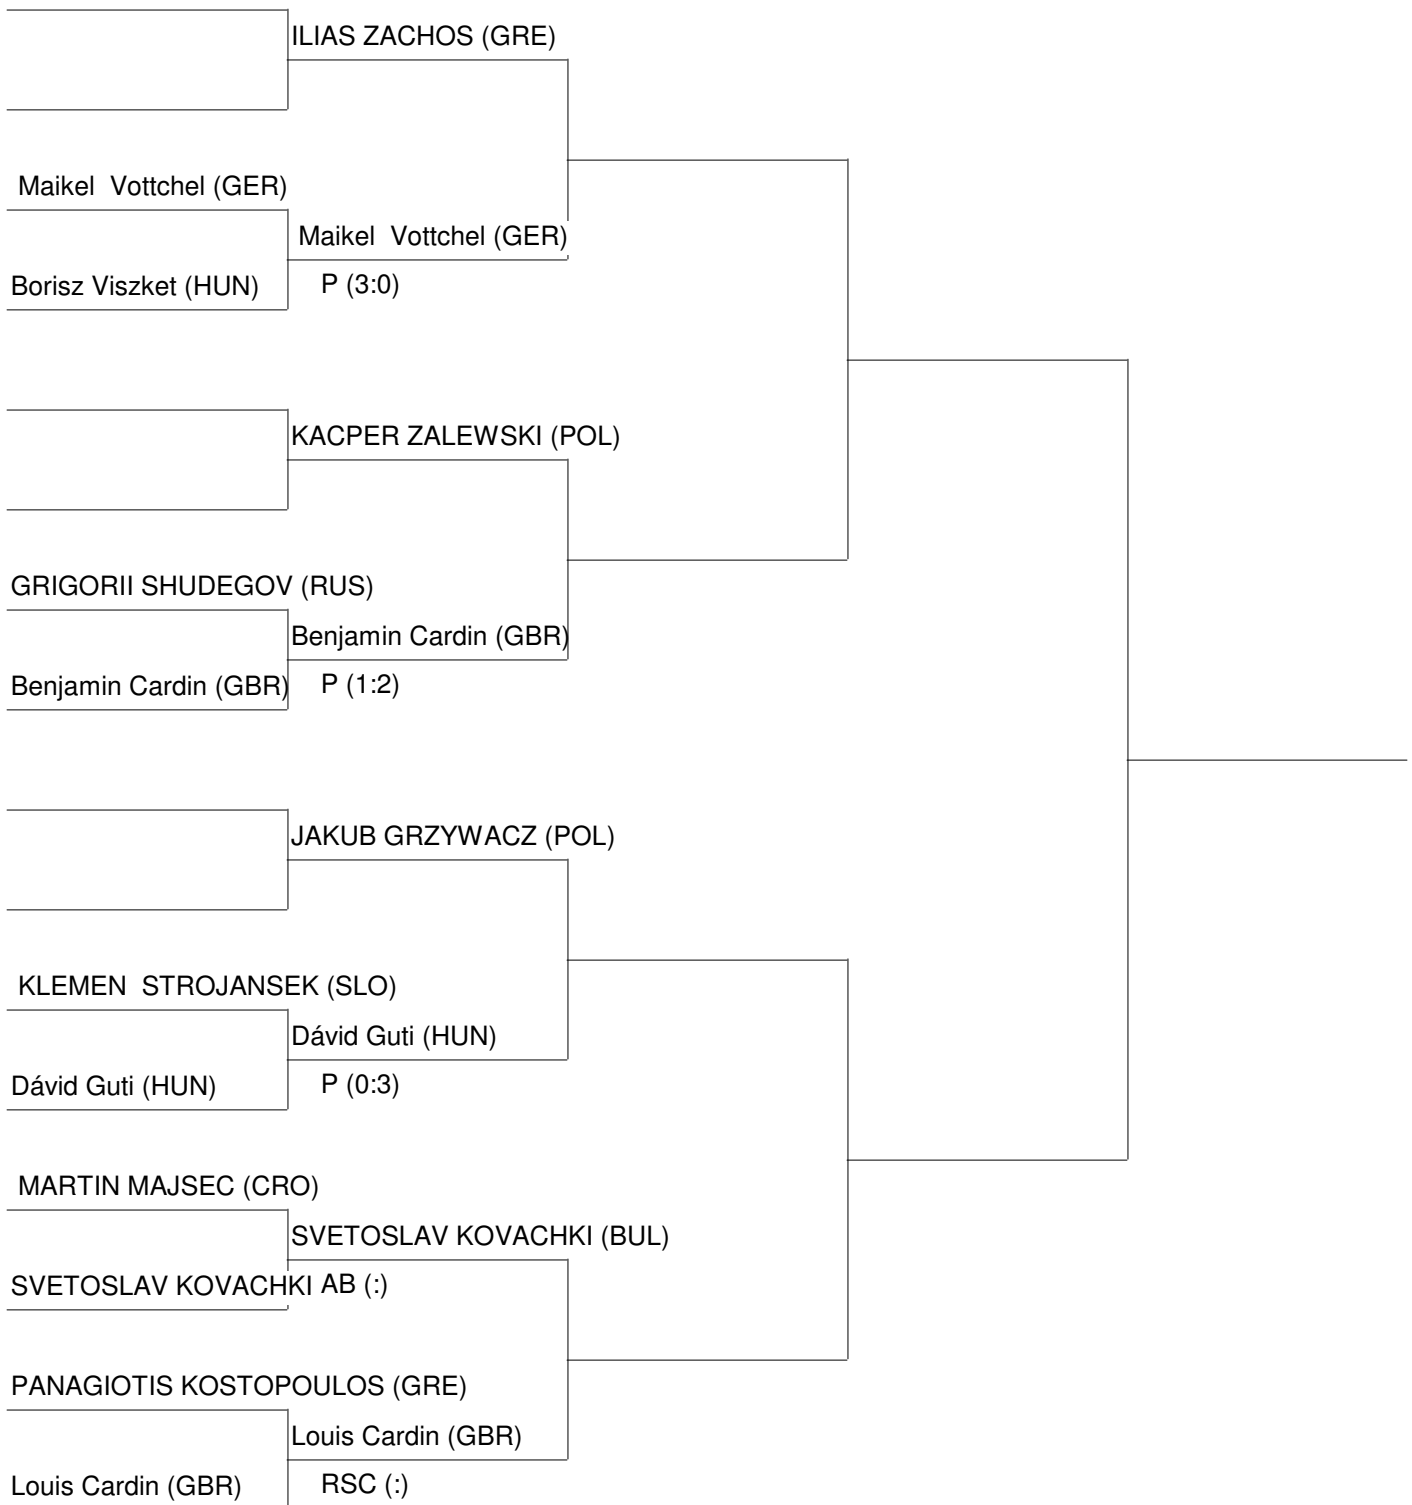 ILIAS ZACHOS (GRE)
Maikel  Vottchel (GER)
Maikel  Vottchel (GER)
Borisz Viszket (HUN)
P (3:0)
KACPER ZALEWSKI (POL)
GRIGORII SHUDEGOV (RUS)
Benjamin Cardin (GBR)
Benjamin Cardin (GBR)
P (1:2)
JAKUB GRZYWACZ (POL)
KLEMEN  STROJANSEK (SLO)
Dávid Guti (HUN)
Dávid Guti (HUN)
P (0:3)
MARTIN MAJSEC (CRO)
SVETOSLAV KOVACHKI (BUL)
SVETOSLAV KOVACHKI
AB (:)
PANAGIOTIS KOSTOPOULOS (GRE)
Louis Cardin (GBR)
Louis Cardin (GBR)
RSC (:)